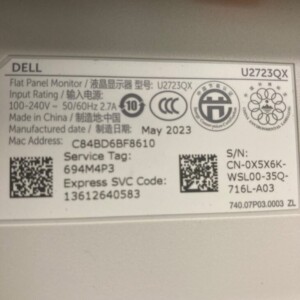 DELL
U2723QX
Flat Panel Monitor / 液晶显示器 型号: U2723QX
Input Rating / 输入电源:
100-240V~ 50/60Hz 2.7A
10
Made in China / 制造地:中国
Manufactured date / 制造日期: May 2023
Mac Address: C84BD6BF8610
Service Tag:
694M4P3
Express SVC Code:
13612640583
S/N:
CN-0X5X6K-
WSL00-35Q-
716L-A03
740.07P03.0003 ZL